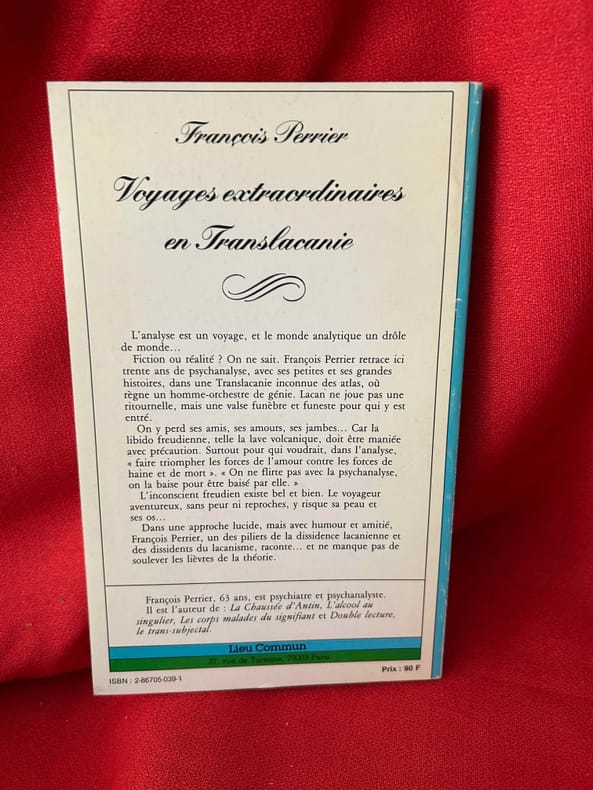 François Perrier
Voyages extraordinaires
en Translacanie
L'analyse est un voyage, et le monde analytique un drôle
de monde...
Fiction ou réalité ? On ne sait. François Perrier retrace ici
trente ans de psychanalyse, avec ses petites et ses grandes
histoires, dans une Translacanie inconnue des atlas, où
règne un homme-orchestre de génie. Lacan ne joue pas une
ritournelle, mais une valse funèbre et funeste pour qui y est
entré.
On y perd ses amis, ses amours, ses jambes... Car la
libido freudienne, telle la lave volcanique, doit être maniée
avec précaution. Surtout pour qui voudrait, dans l'analyse,
« faire triompher les forces de l'amour contre les forces de
haine et de mort ». « On ne flirte pas avec la psychanalyse,
on la baise pour être baisé par elle. »
L'inconscient freudien existe bel et bien. Le voyageur
aventureux, sans peur ni reproches, y risque sa peau et
ses os...
Dans une approche lucide, mais avec humour et amitié,
François Perrier, un des piliers de la dissidence lacanienne et
des dissidents du lacanisme, raconte... et ne manque pas de
soulever les lièvres de la théorie.
François Perrier, 63 ans, est psychiatre et psychanalyste.
Il est l'auteur de : La Chaussée d'Antin, L'alcool au
singulier, Les corps malades du signifiant et Double lecture,
le trans-subjectal.
Lieu Commun
37, rue de Turenne, 75003 Paris
ISBN : 2-86705-039-1
Prix : 90 F